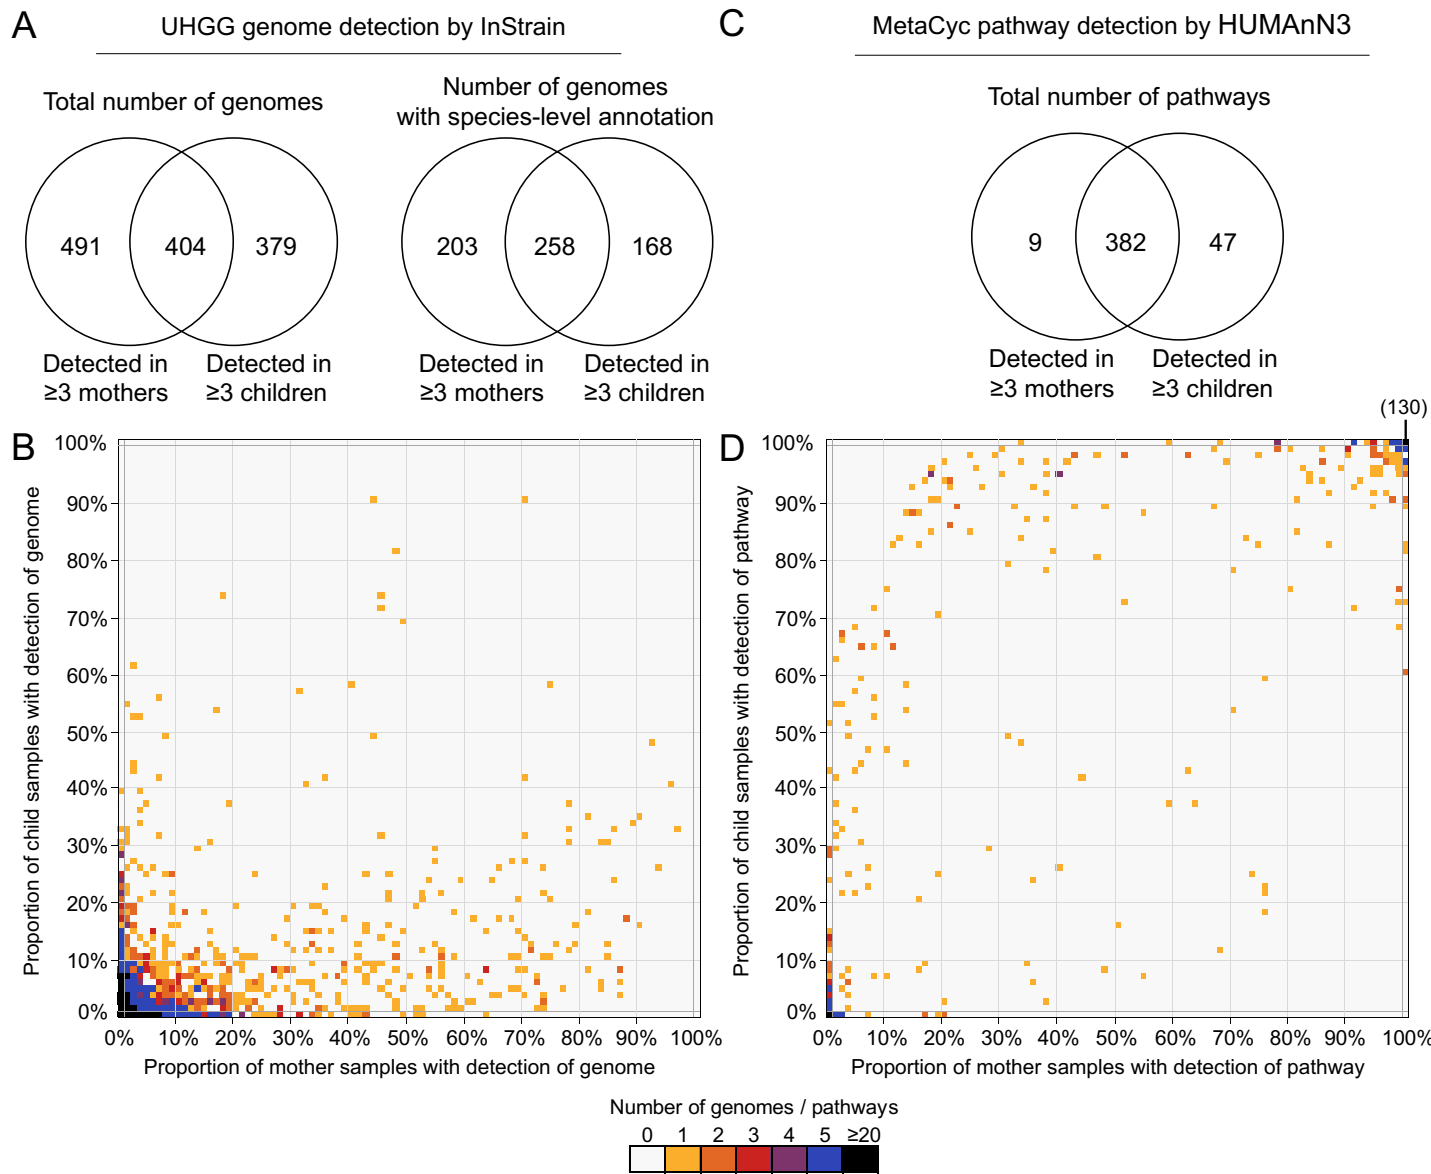 A
UHGG genome detection by InStrain
Total number of genomes
Number of genomes
with species-level annotation
491
404
379
203
258
168
Detected in
≥3 mothers
Detected in
≥3 children
Detected in
≥3 mothers
Detected in
≥3 children
C
MetaCyc pathway detection by HUMAnN3
Total number of pathways
9
382
47
Detected in
≥3 mothers
Detected in
≥3 children
B
Proportion of child samples with detection of genome
100%
90%
80%
70%
60%
50%
40%
30%
20%
10%
0%
0% 10% 20% 30% 40% 50% 60% 70% 80% 90% 100%
Proportion of mother samples with detection of genome
D
(130)
Proportion of child samples with detection of pathway
100%
90%
80%
70%
60%
50%
40%
30%
20%
10%
0%
0% 10% 20% 30% 40% 50% 60% 70% 80% 90% 100%
Proportion of mother samples with detection of pathway
Number of genomes / pathways
0 1 2 3 4 5 ≥20